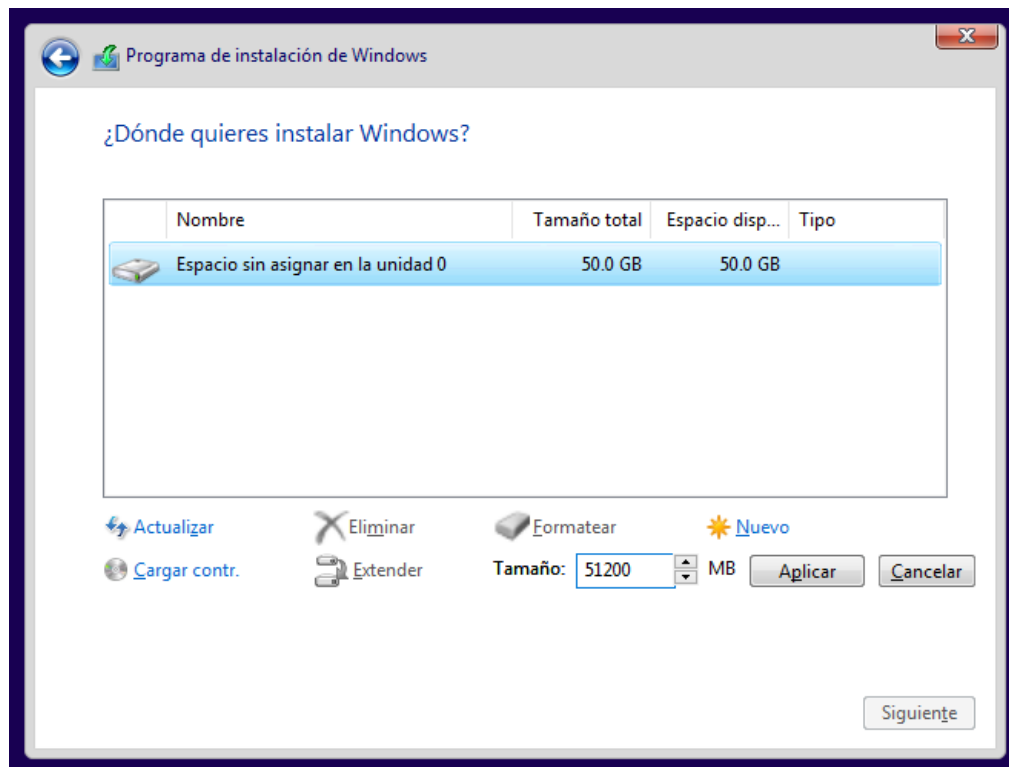 Programa de instalación de Windows
¿Dónde quieres instalar Windows?
Nombre Tamaño total Espacio disp... Tipo
Espacio sin asignar en la unidad 0 50.0 GB 50.0 GB
Actualizar Eliminar Formatear Nuevo
Cargar contr. Extender Tamaño: 51200 MB Aplicar Cancelar
Siguiente